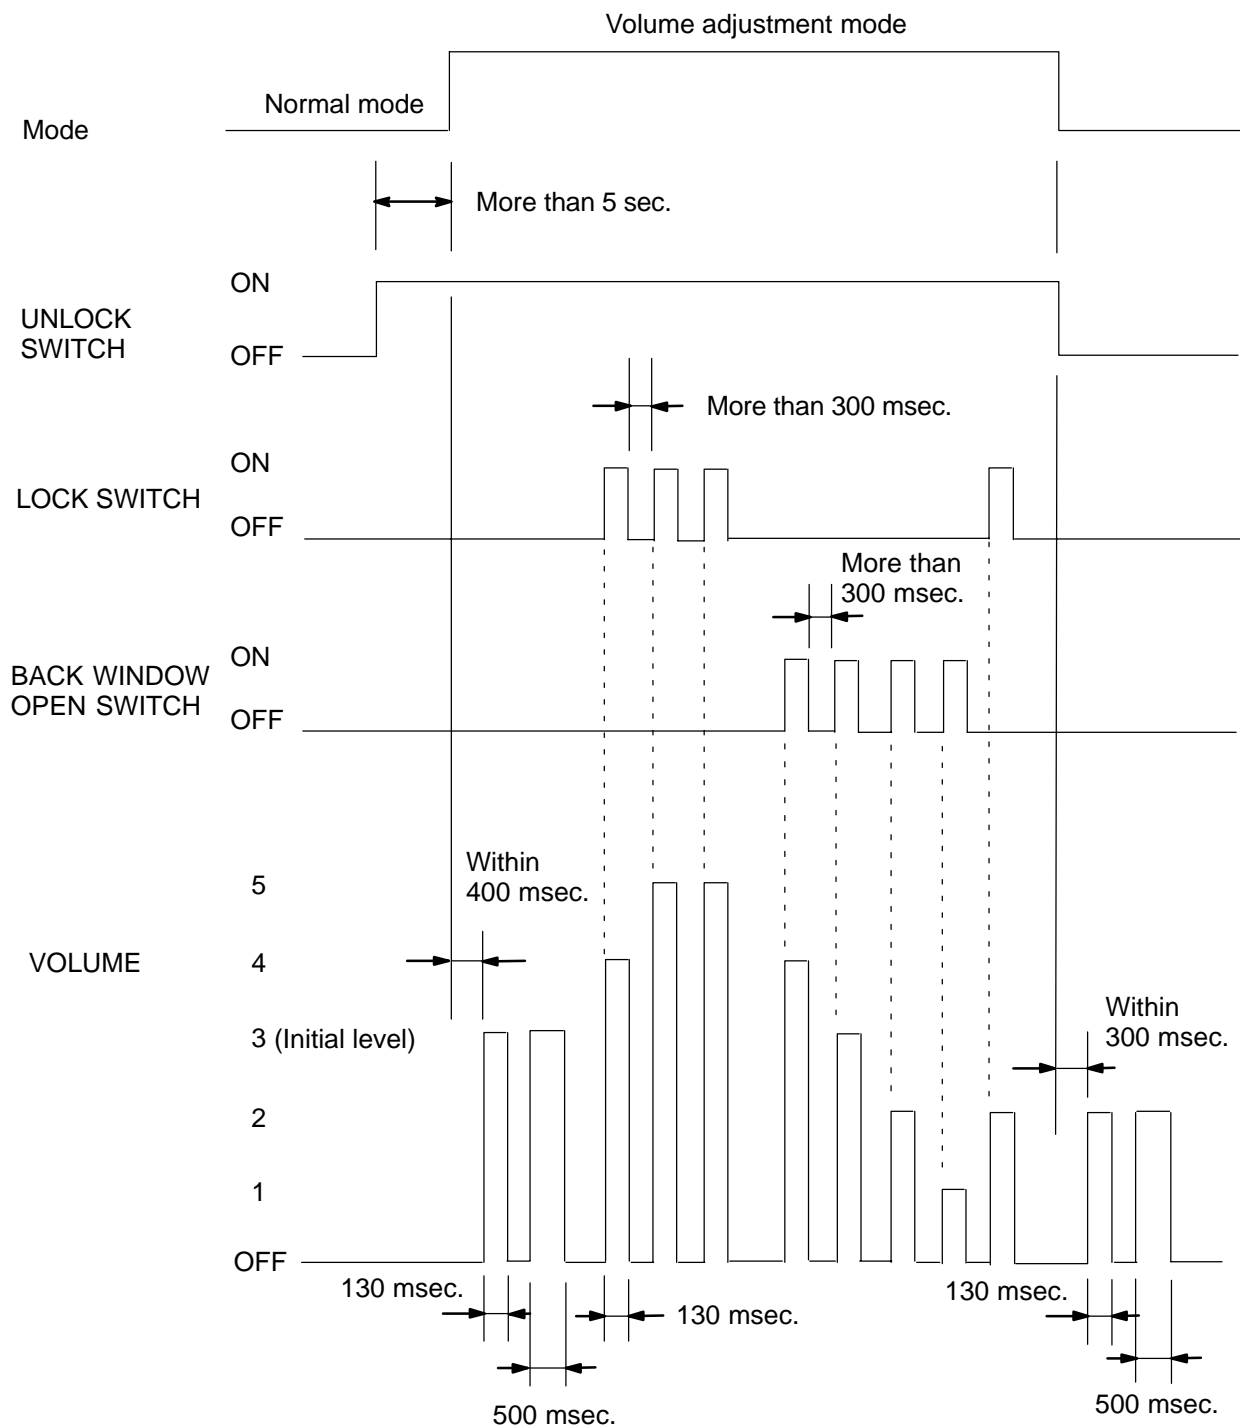 Volume adjustment mode
Normal mode
Mode
More than 5 sec.
ON
UNLOCK
SWITCH
OFF
More than 300 msec.
ON
LOCK SWITCH
OFF
More than
300 msec.
ON
BACK WINDOW
OPEN SWITCH
OFF
Within
400 msec.
5
VOLUME
4
3 (Initial level)
Within
300 msec.
2
1
OFF
130 msec.
130 msec.
130 msec.
500 msec.
500 msec.